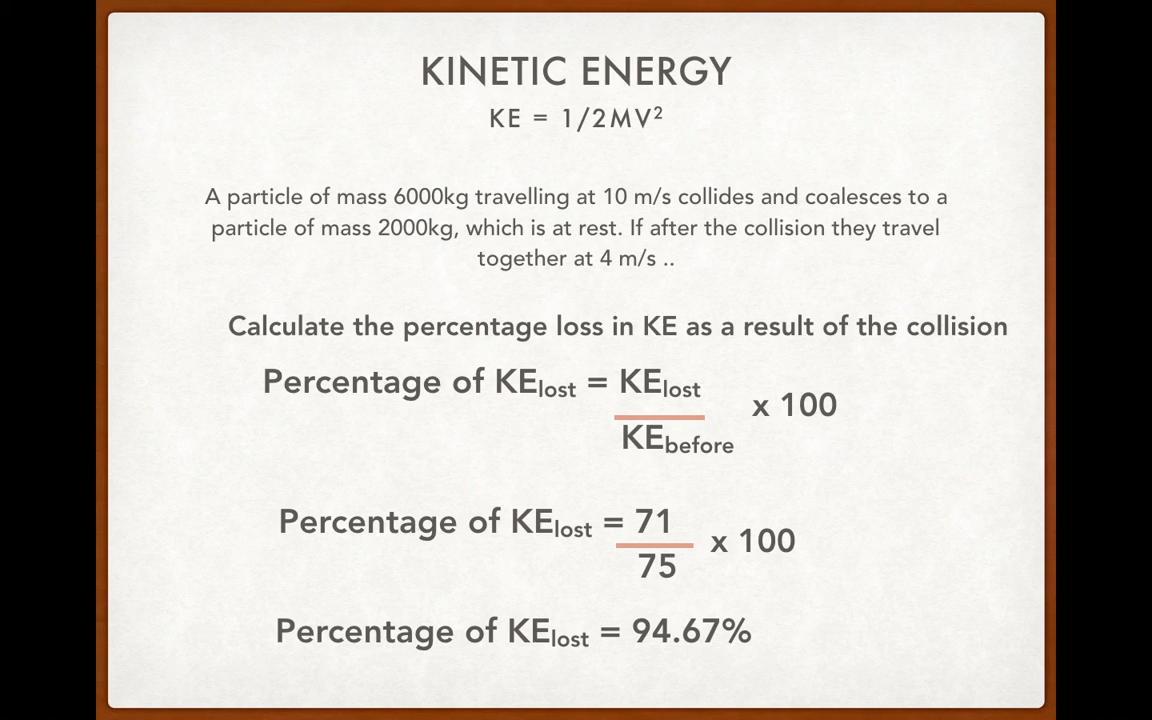 KINETIC ENERGY
KE = 1/2MV²
A particle of mass 6000kg travelling at 10 m/s collides and coalesces to a
particle of mass 2000kg, which is at rest. If after the collision they travel
together at 4 m/s ..
Calculate the percentage loss in KE as a result of the collision
Percentage of KElost = KElost
x 100
KEbefore
Percentage of KElost = 71
x 100
75
Percentage of KElost = 94.67%